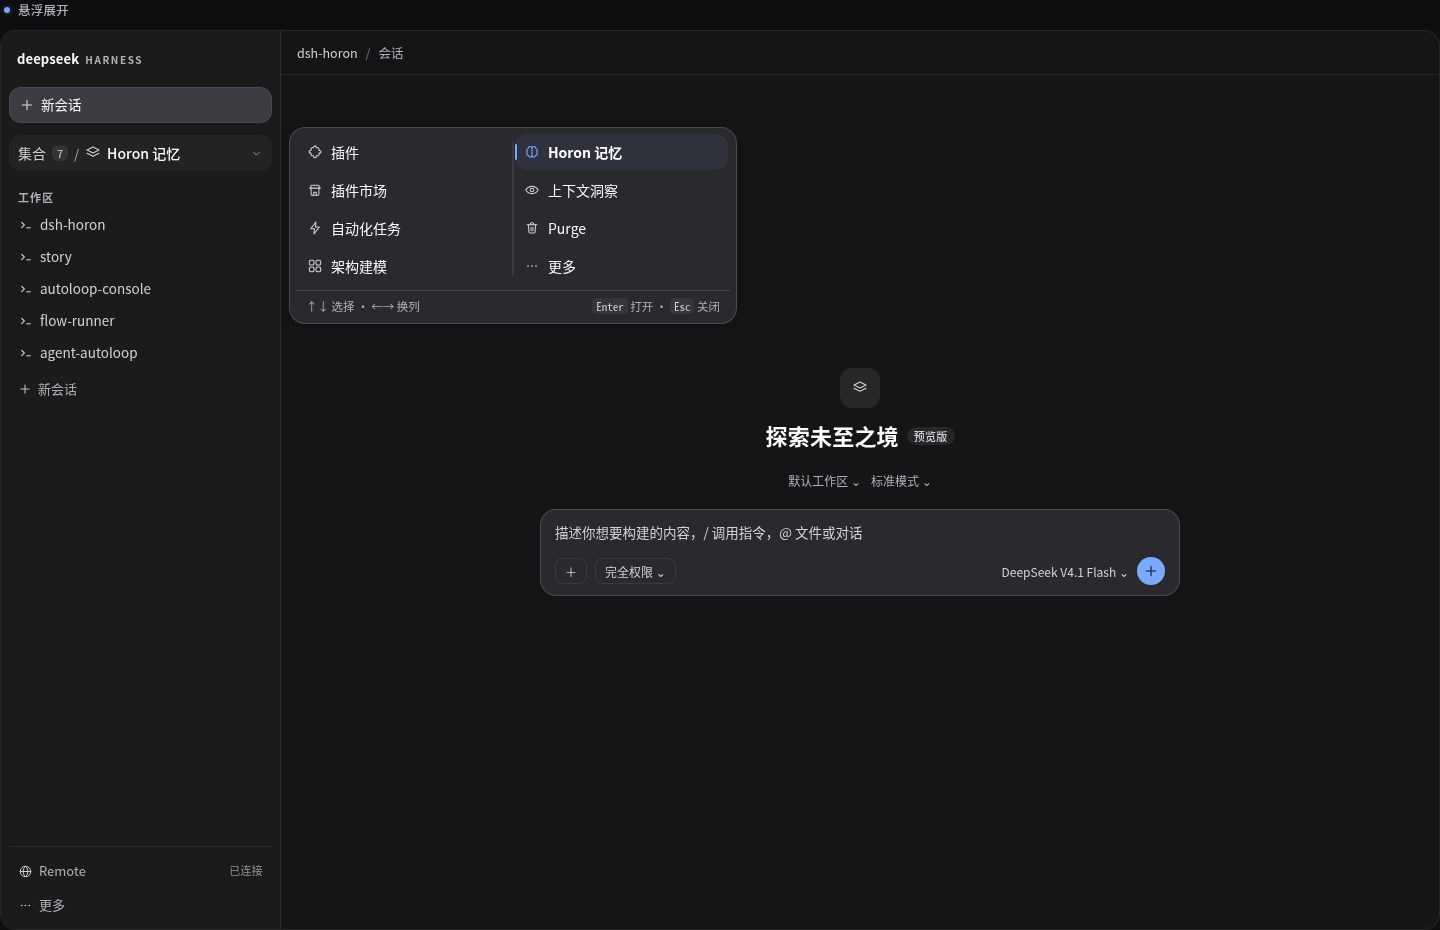 悬浮展开
deepseek HARNESS
新会话
集合 7 / Horon 记忆
工作区
dsh-horon
story
autoloop-console
flow-runner
agent-autoloop
新会话
Remote 已连接
更多
dsh-horon / 会话
插件
插件市场
自动化任务
架构建模
Horon 记忆
上下文洞察
Purge
更多
↑↓ 选择 · ←→ 换列
Enter 打开 · Esc 关闭
探索未至之境 预览版
默认工作区 标准模式
描述你想要构建的内容，/ 调用指令，@ 文件或对话
完全权限
DeepSeek V4.1 Flash